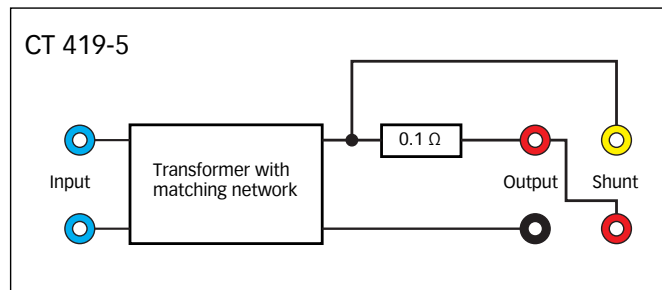 CT 419-5
0.1 Ω
Input
Transformer with
matching network
Output
Shunt